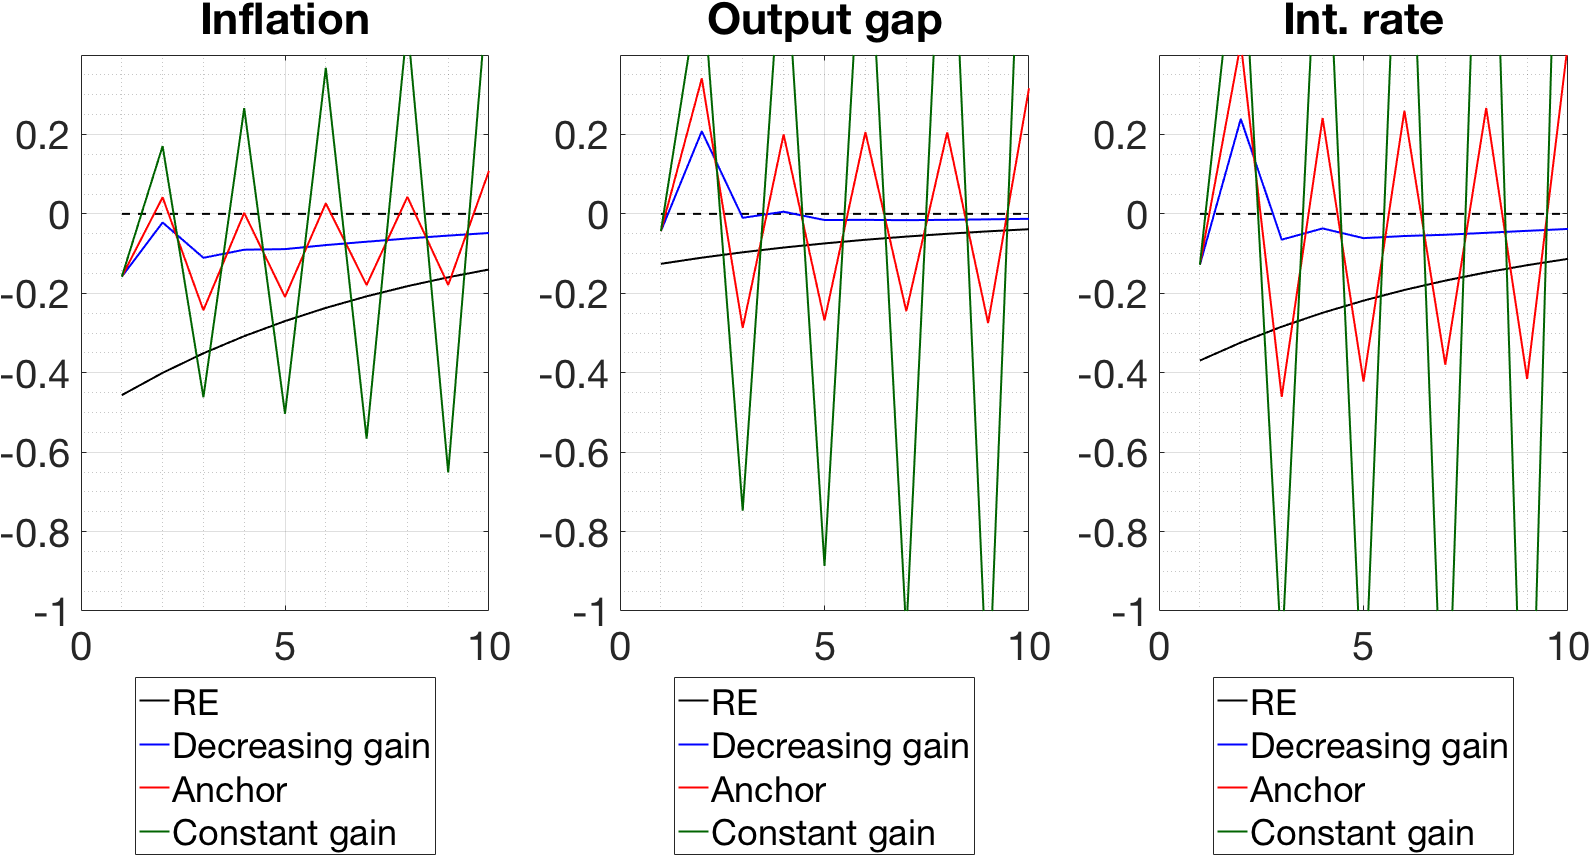 Inflation
0.2
0
-0.2
-0.4
-0.6
-0.8
-1
0 5 10
RE
Decreasing gain
Anchor
Constant gain
Output gap
0.2
0
-0.2
-0.4
-0.6
-0.8
-1
0 5 10
RE
Decreasing gain
Anchor
Constant gain
Int. rate
0.2
0
-0.2
-0.4
-0.6
-0.8
-1
0 5 10
RE
Decreasing gain
Anchor
Constant gain